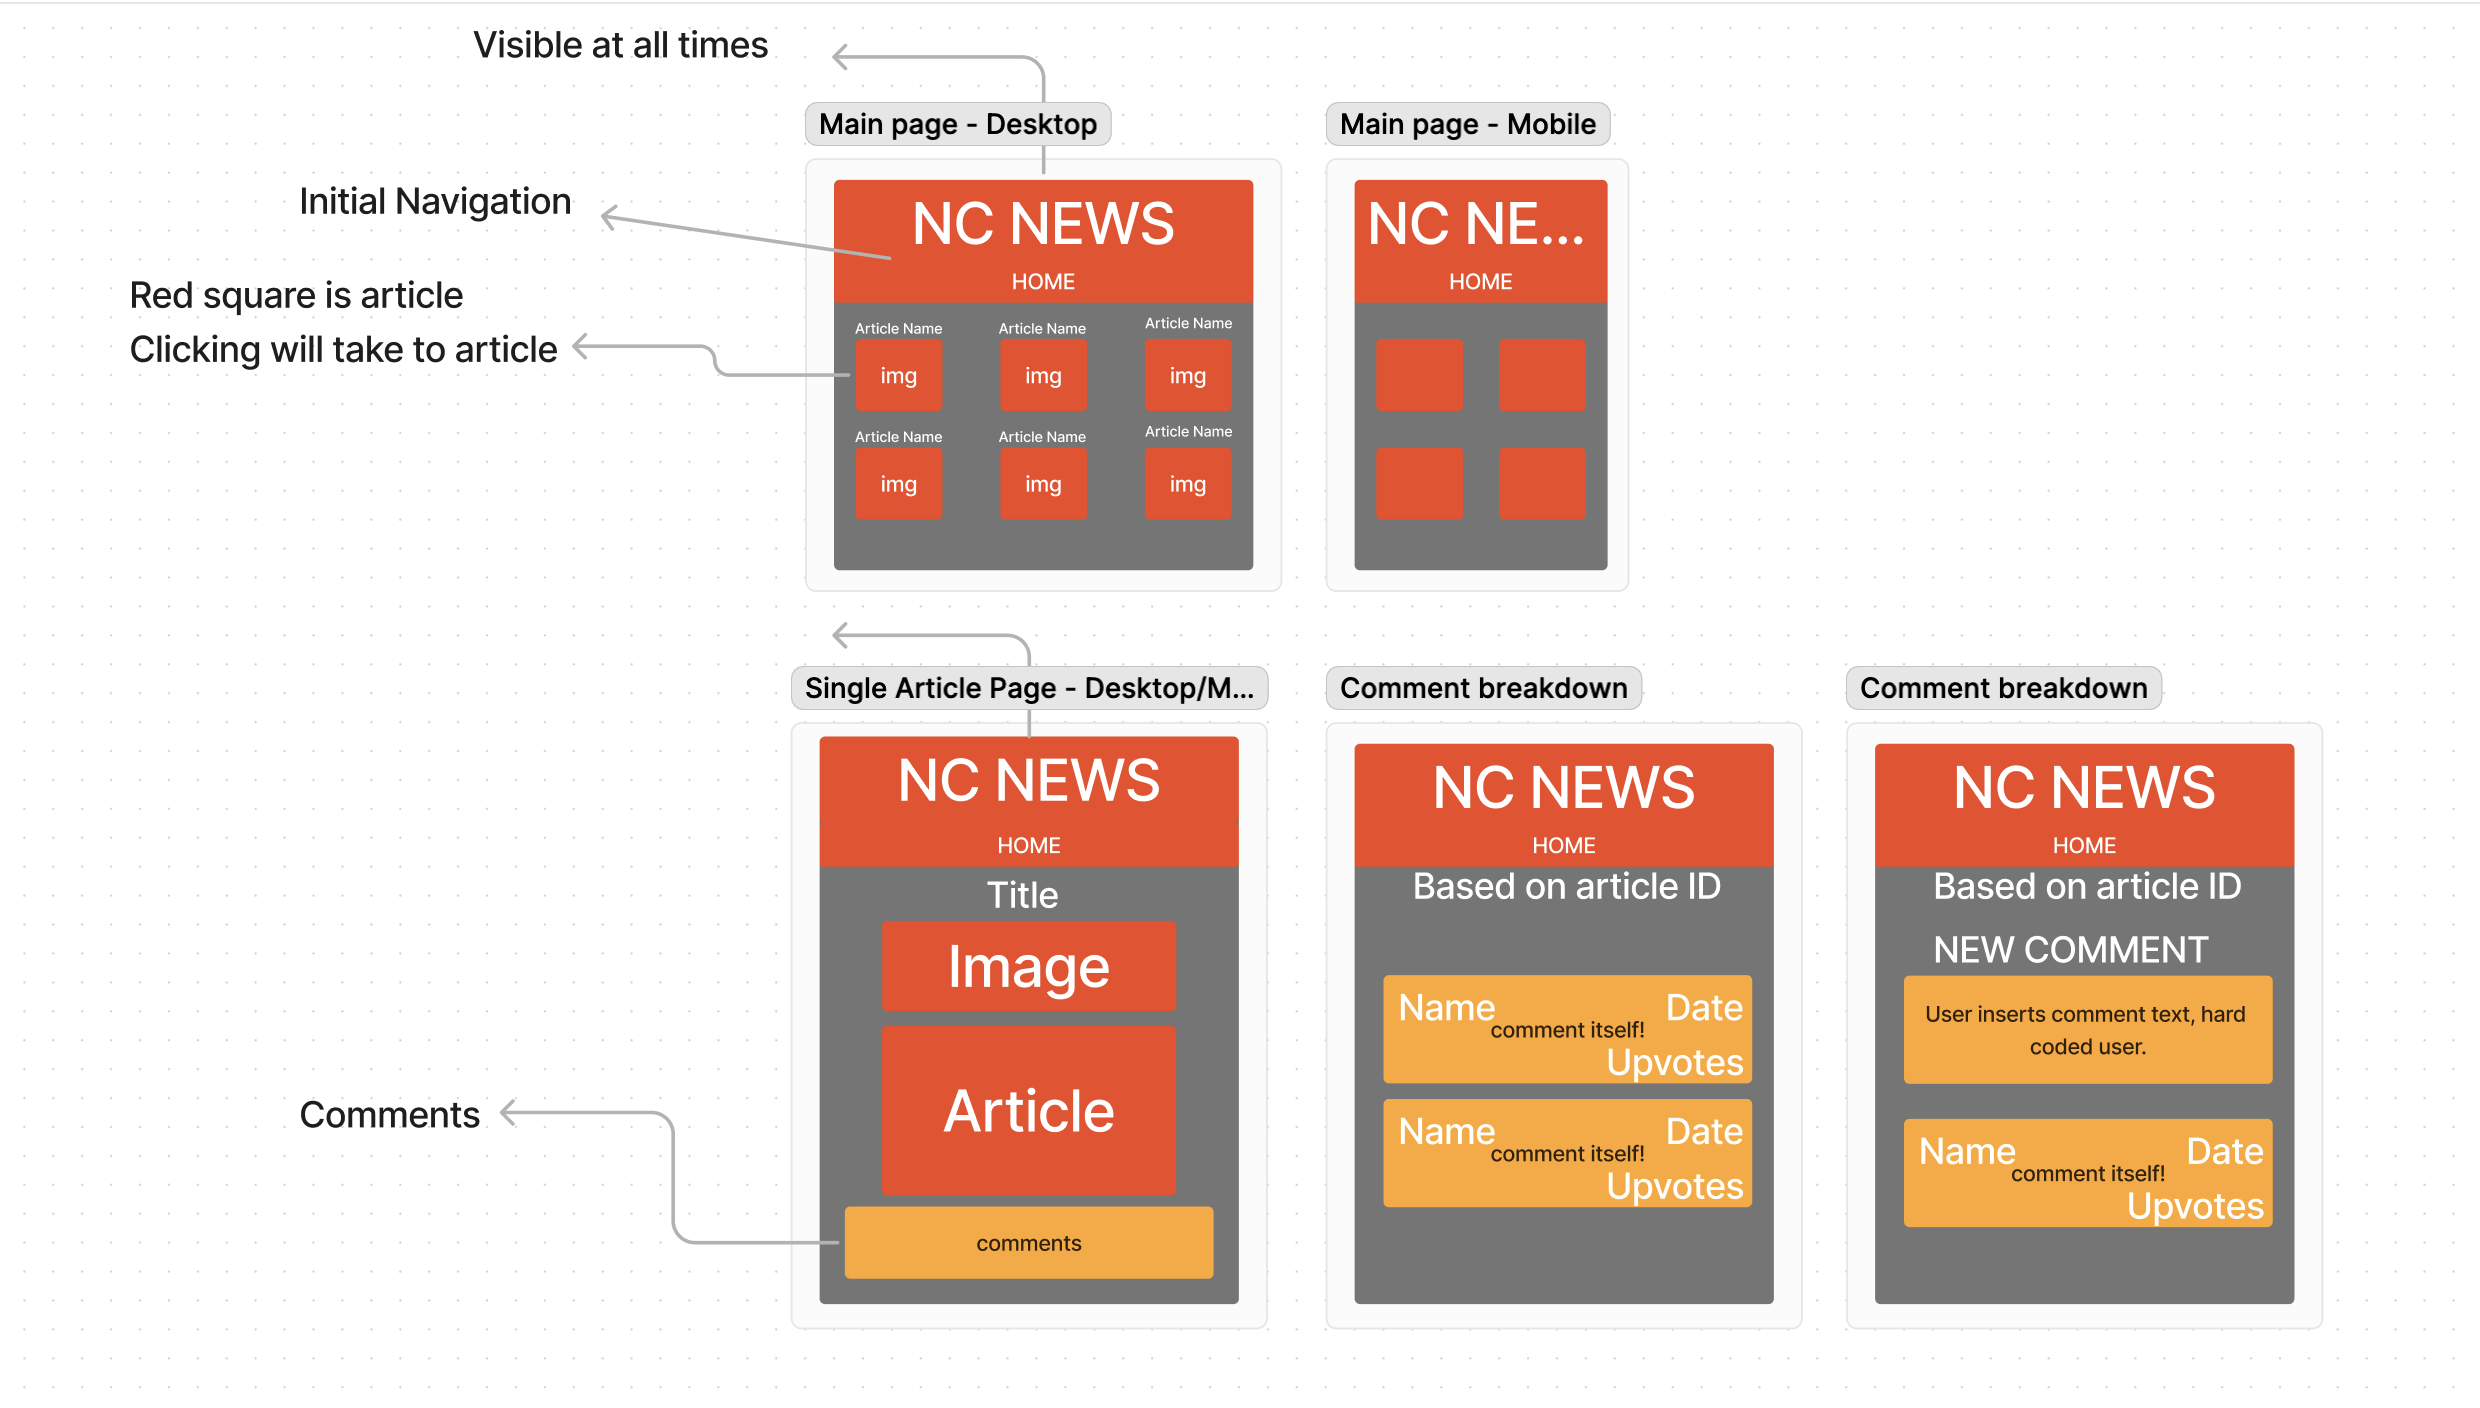 Visible at all times
Main page - Desktop
Main page - Mobile
Initial Navigation
Red square is article
Clicking will take to article
NC NEWS
HOME
Article Name
Article Name
Article Name
img
img
img
Article Name
Article Name
Article Name
img
img
img
NC NE...
HOME
Single Article Page - Desktop/M...
Comment breakdown
Comment breakdown
NC NEWS
HOME
Title
Image
Article
comments
Comments
NC NEWS
HOME
Based on article ID
Name
Date
comment itself!
Upvotes
Name
Date
comment itself!
Upvotes
NC NEWS
HOME
Based on article ID
NEW COMMENT
User inserts comment text, hard
coded user.
Name
Date
comment itself!
Upvotes